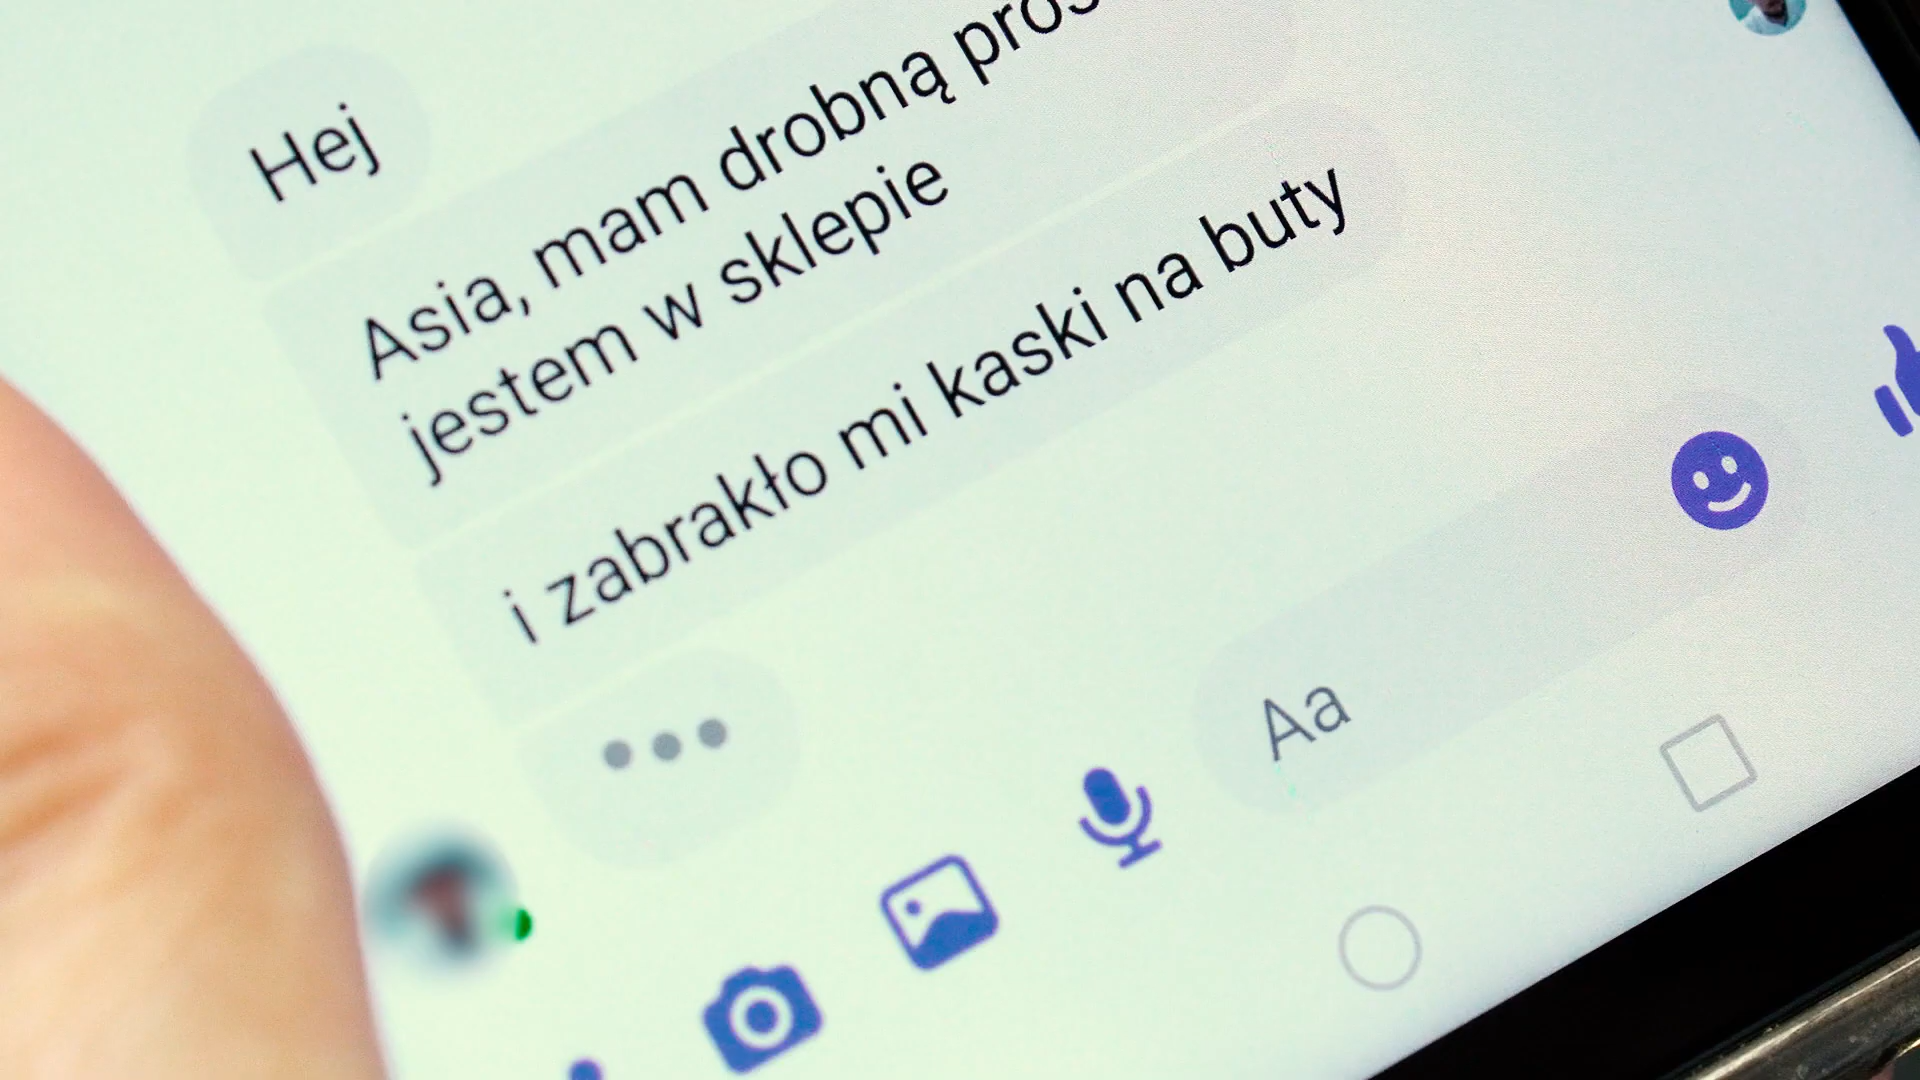 Hej
Asia, mam drobną
jestem w sklepie
i zabrakło mi kaski na buty
Aa